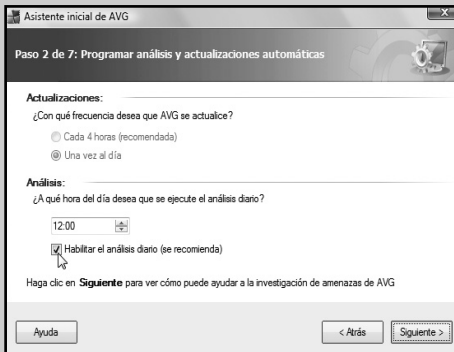 Asistente inicial de AVG
Paso 2 de 7: Programar análisis y actualizaciones automáticas
Actualizaciones:
¿Con qué frecuencia desea que AVG se actualice?
Cada 4 horas (recomendada)
Una vez al día
Análisis:
¿A qué hora del día desea que se ejecute el análisis diario?
12:00
Habilitar el análisis diario (se recomienda)
Haga clic en Siguiente para ver cómo puede ayudar a la investigación de amenazas de AVG
Ayuda
< Atrás
Siguiente >